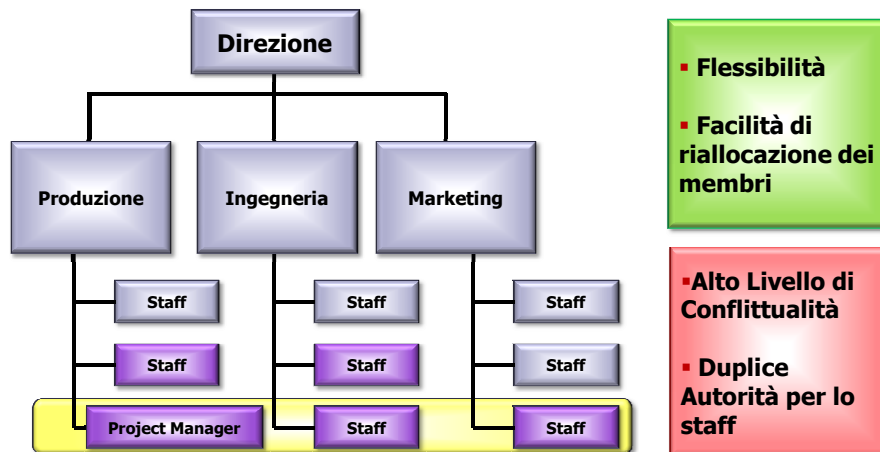 Direzione
Produzione
Ingegneria
Marketing
Staff
Staff
Staff
Staff
Staff
Staff
Project Manager
Staff
Staff
▪ Flessibilità
▪ Facilità di
riallocazione dei
membri
▪Alto Livello di
Conflittualità
▪ Duplice
Autorità per lo
staff